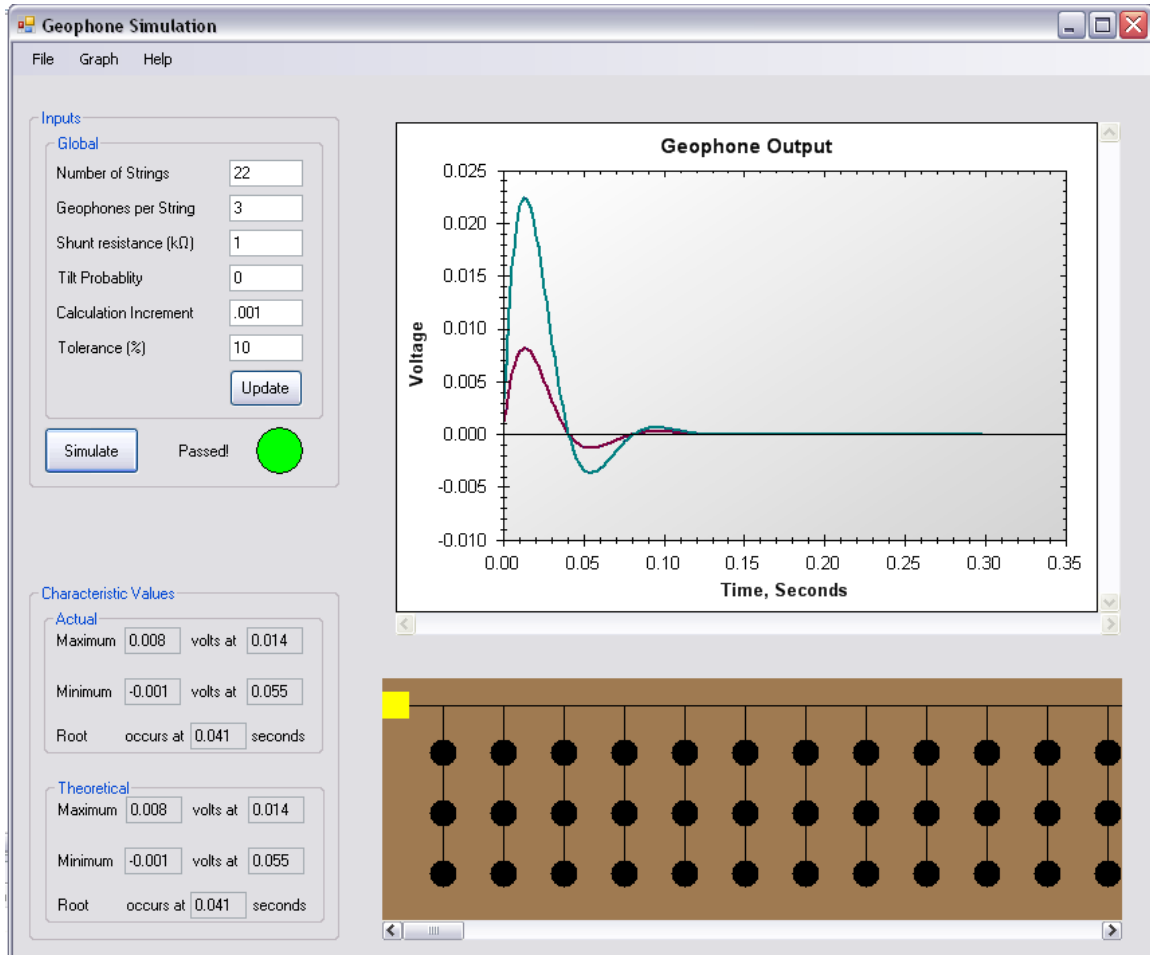 Geophone Simulation
File Graph Help
Inputs
Global
Number of Strings 22
Geophones per String 3
Shunt resistance (kΩ) 1
Tilt Probablity 0
Calculation Increment .001
Tolerance (%) 10
Update
Simulate Passed!
Characteristic Values
Actual
Maximum 0.008 volts at 0.014
Minimum -0.001 volts at 0.055
Root occurs at 0.041 seconds
Theoretical
Maximum 0.008 volts at 0.014
Minimum -0.001 volts at 0.055
Root occurs at 0.041 seconds
Geophone Output
Voltage
0.025
0.020
0.015
0.010
0.005
0.000
-0.005
-0.010
0.00 0.05 0.10 0.15 0.20 0.25 0.30 0.35
Time, Seconds